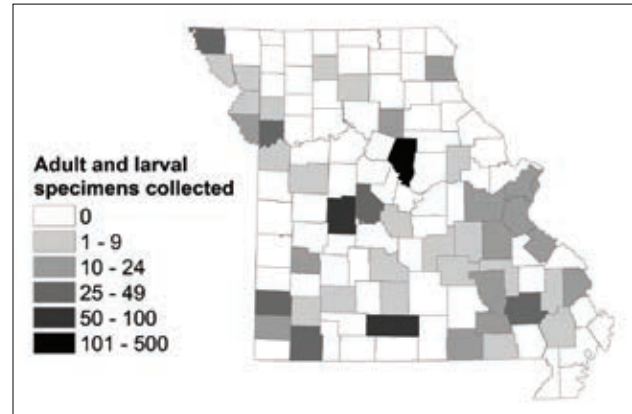 Adult and larval
specimens collected
0
1 - 9
10 - 24
25 - 49
50 - 100
101 - 500